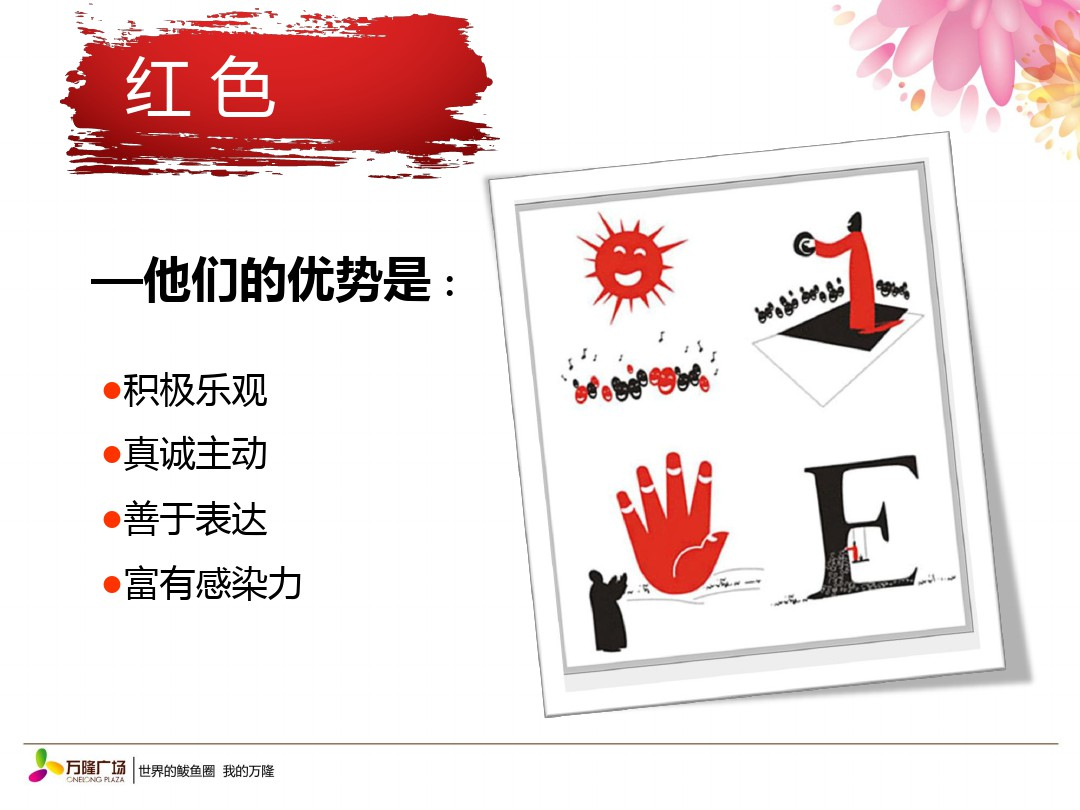 红 色
—他们的优势是：
●积极乐观
●真诚主动
●善于表达
●富有感染力
E
万隆广场
ONELONG PLAZA
世界的鲅鱼圈 我的万隆